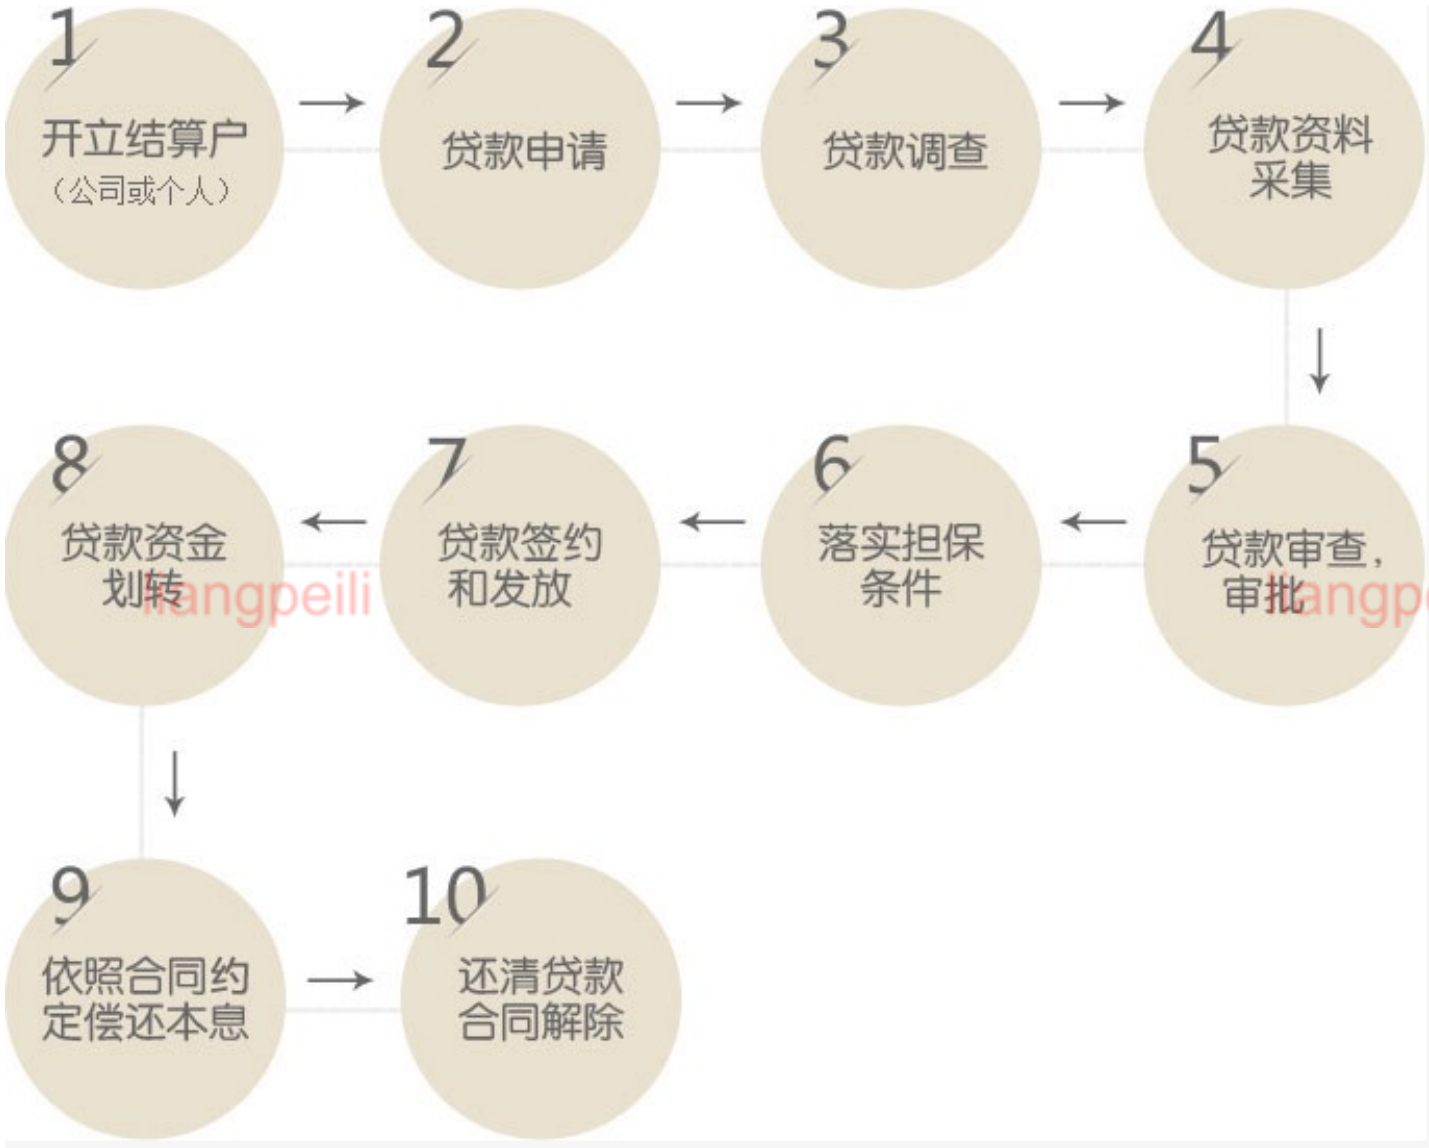 1
开立结算户
（公司或个人）
2
贷款申请
3
贷款调查
4
贷款资料
采集
5
贷款审查，
审批
liangp
6
落实担保
条件
7
贷款签约
和发放
8
贷款资金
划转
liangpeili
9
依照合同约
定偿还本息
10
还清贷款
合同解除